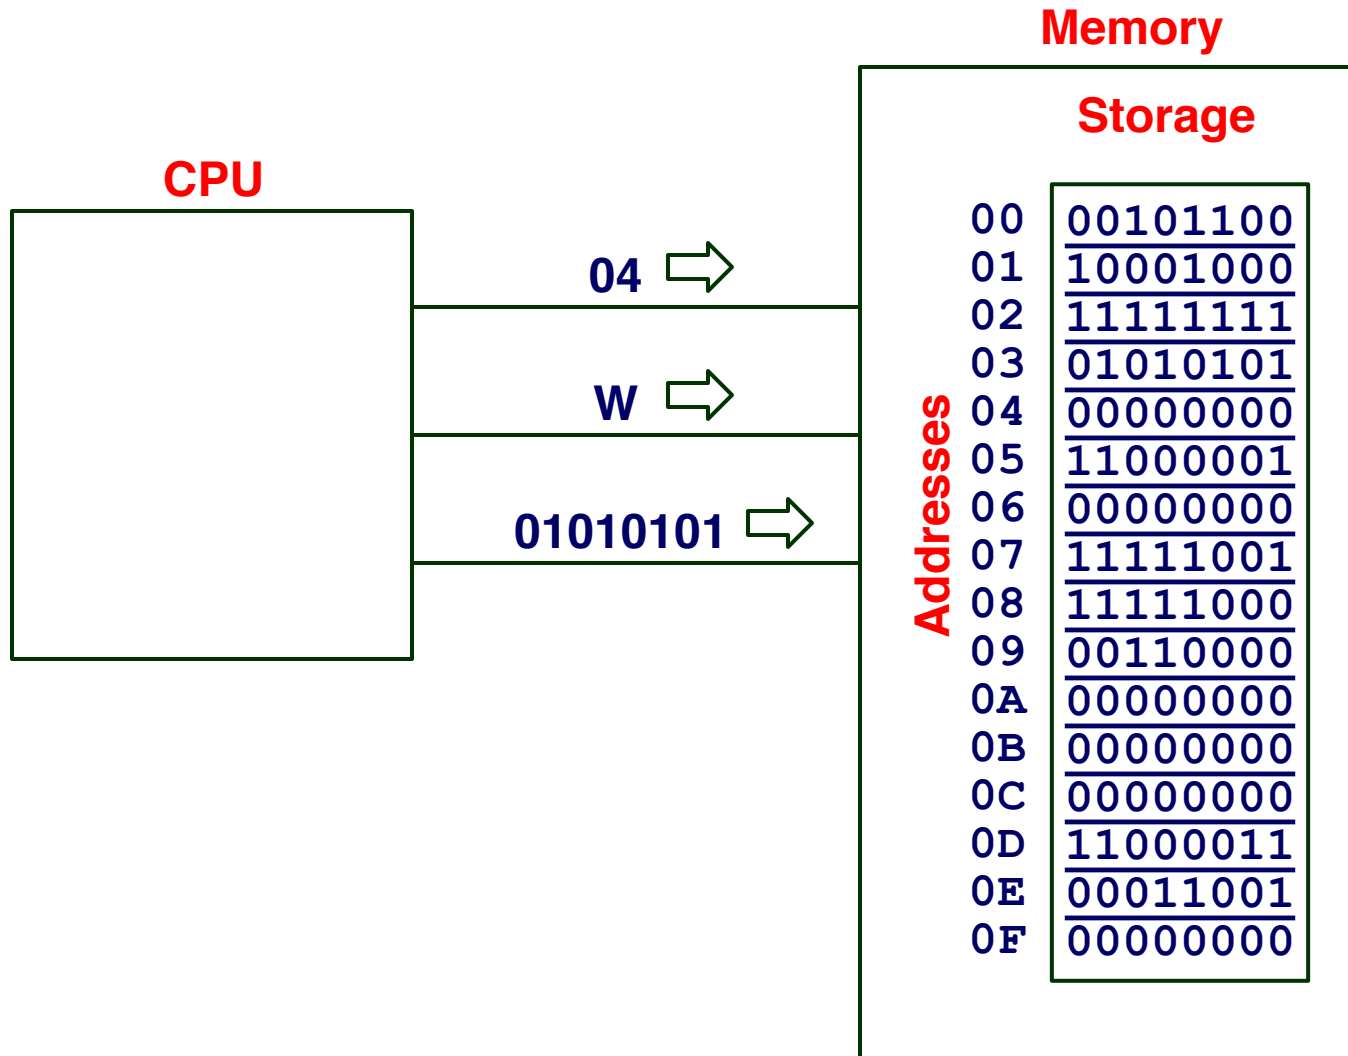 Memory
Storage
CPU
04
W
01010101
Addresses
00 00101100
01 10001000
02 11111111
03 01010101
04 00000000
05 11000001
06 00000000
07 11111001
08 11111000
09 00110000
0A 00000000
0B 00000000
0C 00000000
0D 11000011
0E 00011001
0F 00000000